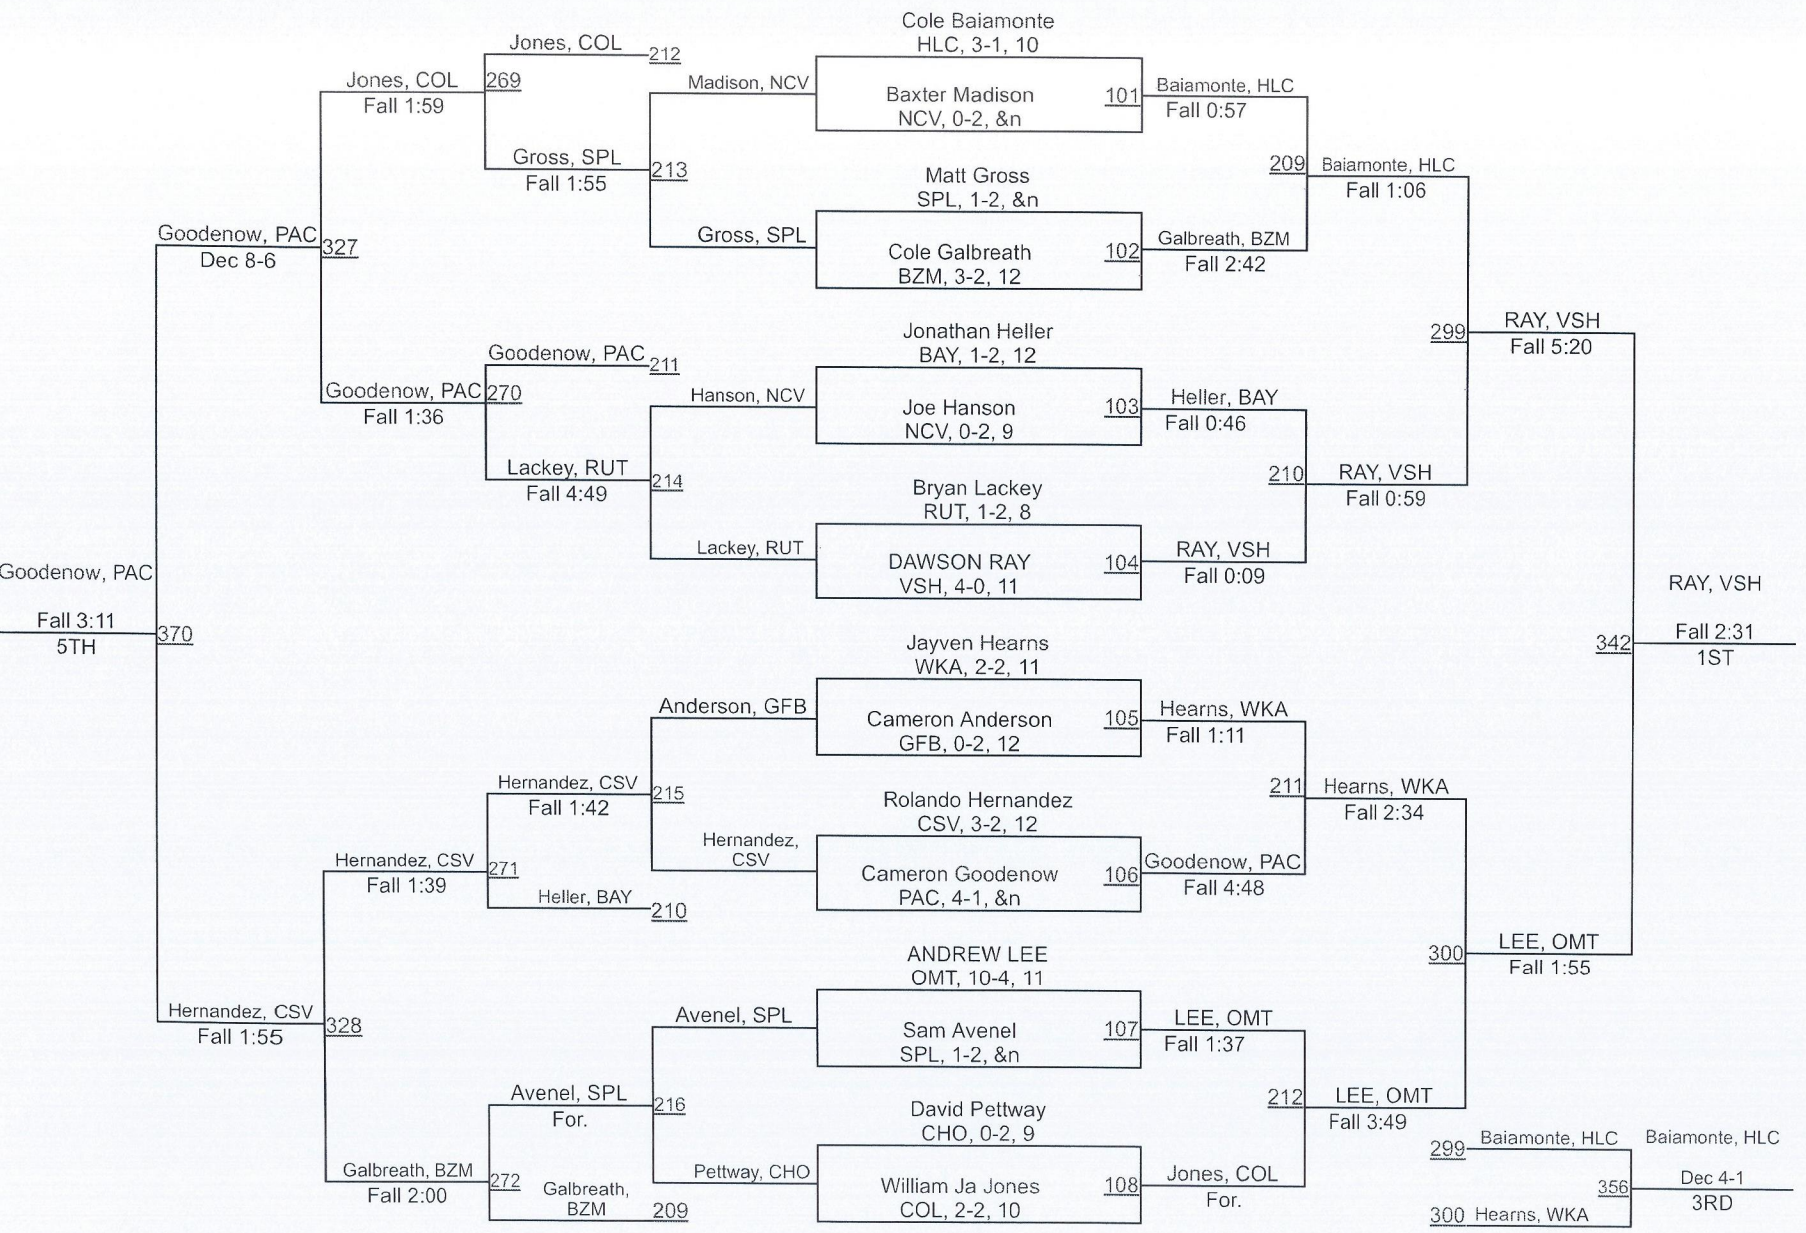 Cole Baiamonte
HLC, 3-1, 10
Jones, COL
212
Jones, COL
269
Fall 1:59
Madison, NCV
Baxter Madison
NCV, 0-2, &n
101
Baiamonte, HLC
Fall 0:57
Gross, SPL
Fall 1:55
213
Matt Gross
SPL, 1-2, &n
209
Baiamonte, HLC
Fall 1:06
Goodenow, PAC
Dec 8-6
327
Gross, SPL
Cole Galbreath
BZM, 3-2, 12
102
Galbreath, BZM
Fall 2:42
Jonathan Heller
BAY, 1-2, 12
299
RAY, VSH
Fall 5:20
Goodenow, PAC
211
Goodenow, PAC
270
Fall 1:36
Hanson, NCV
Joe Hanson
NCV, 0-2, 9
103
Heller, BAY
Fall 0:46
Lackey, RUT
Fall 4:49
214
Bryan Lackey
RUT, 1-2, 8
210
RAY, VSH
Fall 0:59
Lackey, RUT
DAWSON RAY
VSH, 4-0, 11
104
RAY, VSH
Fall 0:09
Goodenow, PAC
Fall 3:11
5TH
370
RAY, VSH
342
Fall 2:31
1ST
Jayven Hearns
WKA, 2-2, 11
Anderson, GFB
Cameron Anderson
GFB, 0-2, 12
105
Hearns, WKA
Fall 1:11
Hernandez, CSV
Fall 1:42
215
Rolando Hernandez
CSV, 3-2, 12
211
Hearns, WKA
Fall 2:34
Hernandez, CSV
Fall 1:39
271
Hernandez,
CSV
Cameron Goodenow
PAC, 4-1, &n
106
Goodenow, PAC
Fall 4:48
Heller, BAY
210
ANDREW LEE
OMT, 10-4, 11
300
LEE, OMT
Fall 1:55
Hernandez, CSV
Fall 1:55
328
Avenel, SPL
Sam Avenel
SPL, 1-2, &n
107
LEE, OMT
Fall 1:37
Avenel, SPL
For.
216
David Pettway
CHO, 0-2, 9
212
LEE, OMT
Fall 3:49
Galbreath, BZM
Fall 2:00
272
Galbreath,
BZM
209
Pettway, CHO
William Ja Jones
COL, 2-2, 10
108
Jones, COL
For.
299
Baiamonte, HLC
Baiamonte, HLC
356
Dec 4-1
3RD
300
Hearns, WKA